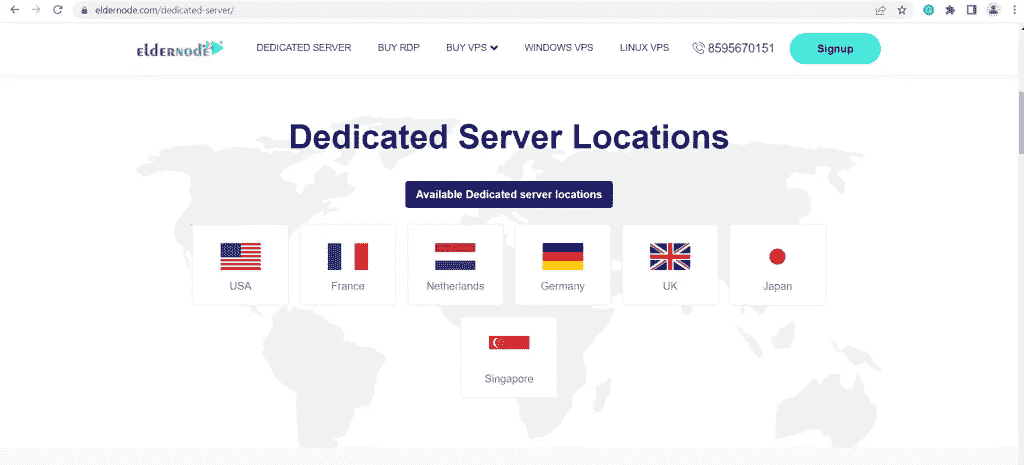 eldernode.com/dedicated-server/
eldernode
DEDICATED SERVER BUY RDP BUY VPS WINDOWS VPS LINUX VPS 8595670151 Signup
Dedicated Server Locations
Available Dedicated server locations
USA France Netherlands Germany UK Japan
Singapore